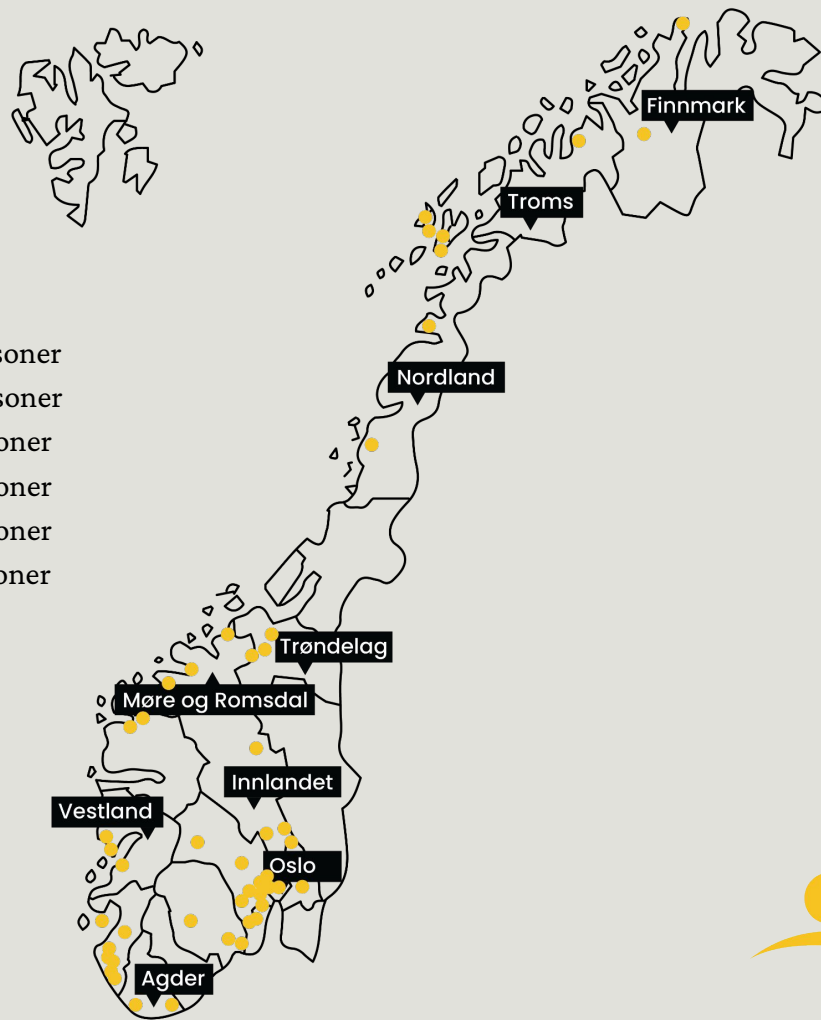 Finnmark
Troms
soner
Nordland
soner
oner
oner
oner
oner
Trøndelag
Møre og Romsdal
Innlandet
Vestland
Oslo
Agder